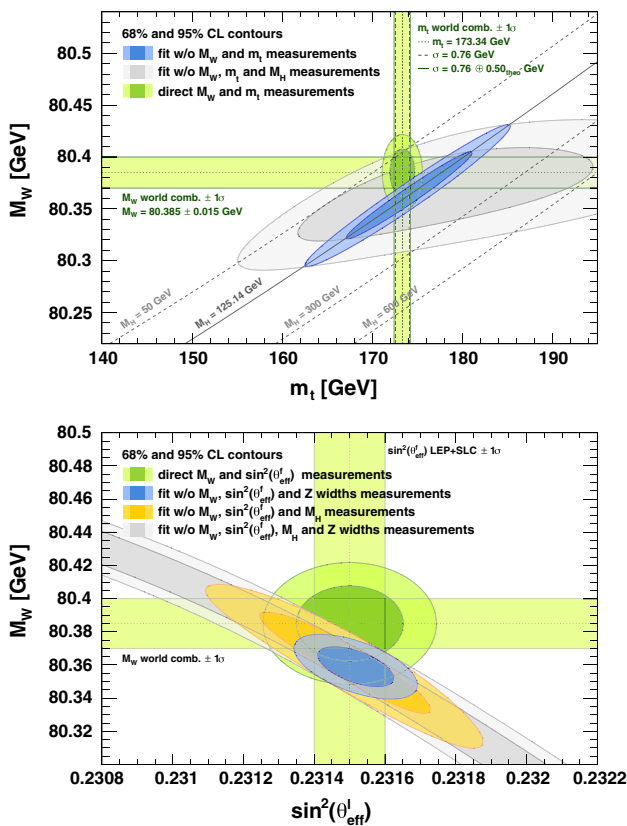 80.5
80.45
80.4
80.35
80.3
80.25
M_W [GeV]
68% and 95% CL contours
fit w/o M_W and m_t measurements
fit w/o M_W, m_t and M_H measurements
direct M_W and m_t measurements
m_t world comb. ± 1σ
m_t = 173.34 GeV
σ = 0.76 GeV
σ = 0.76 ⊕ 0.50_theo GeV
M_W world comb. ± 1σ
M_W = 80.385 ± 0.015 GeV
M_H = 50 GeV
M_H = 125.14 GeV
M_H = 300 GeV
M_H = 600 GeV
140 150 160 170 180 190
m_t [GeV]
80.5
80.48
80.46
80.44
80.42
80.4
80.38
80.36
80.34
80.32
M_W [GeV]
68% and 95% CL contours
direct M_W and sin²(θ^f_eff) measurements
fit w/o M_W, sin²(θ^f_eff) and Z widths measurements
fit w/o M_W, sin²(θ^f_eff) and M_H measurements
fit w/o M_W, sin²(θ^f_eff), M_H and Z widths measurements
sin²(θ^f_eff) LEP+SLC ± 1σ
M_W world comb. ± 1σ
0.2308 0.231 0.2312 0.2314 0.2316 0.2318 0.232 0.2322
sin²(θ^l_eff)